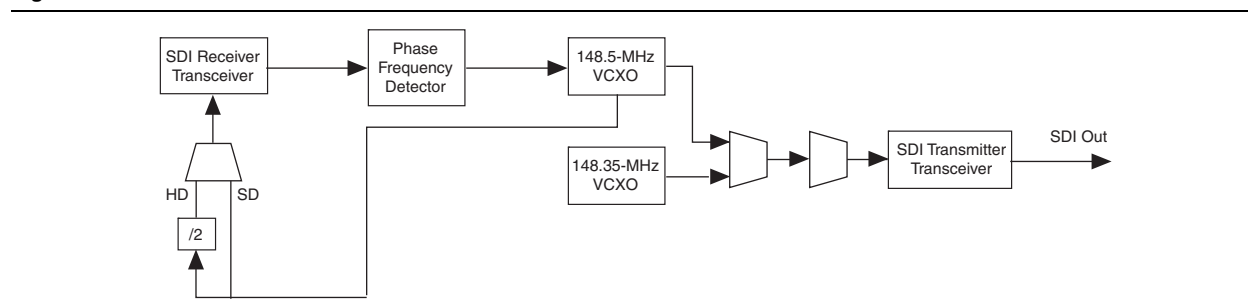 SDI Receiver
Transceiver
Phase
Frequency
Detector
148.5-MHz
VCXO
148.35-MHz
VCXO
SDI Transmitter
Transceiver
SDI Out
HD
SD
/2